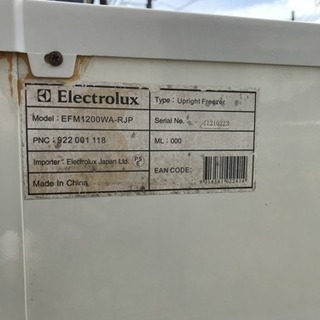 Electrolux
Type: Upright Freezer
Model: EFM1200WA-RJP
Serial No.
PNC: 922 001 118
ML: 000
Importer: Electrolux Japan Ltd.
PS
EAN CODE:
Made in China